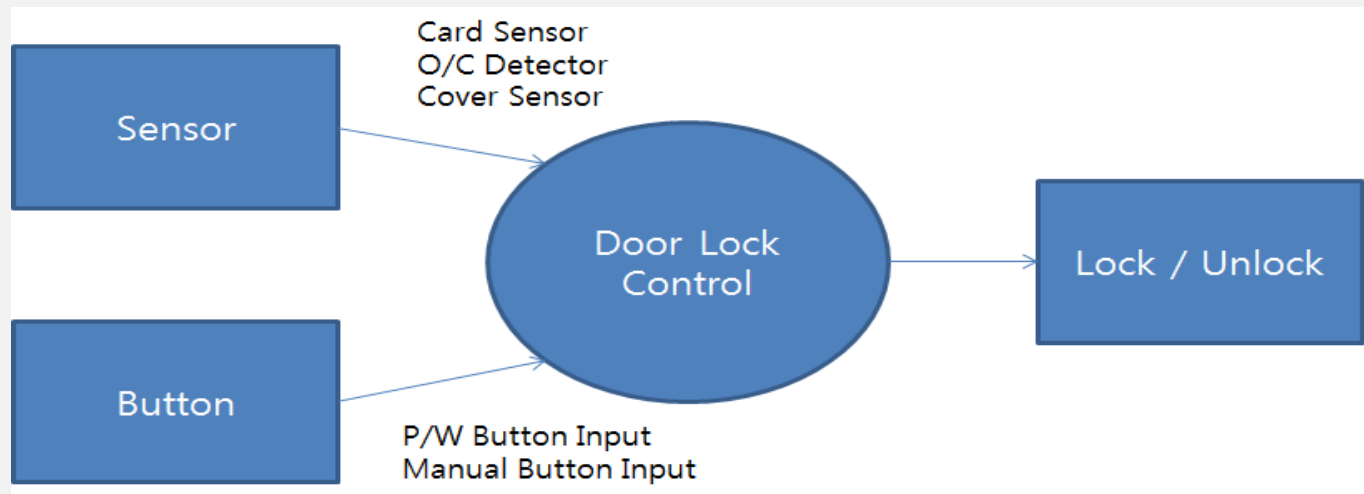 Card Sensor
O/C Detector
Cover Sensor
Sensor
Door Lock
Control
Lock / Unlock
Button
P/W Button Input
Manual Button Input